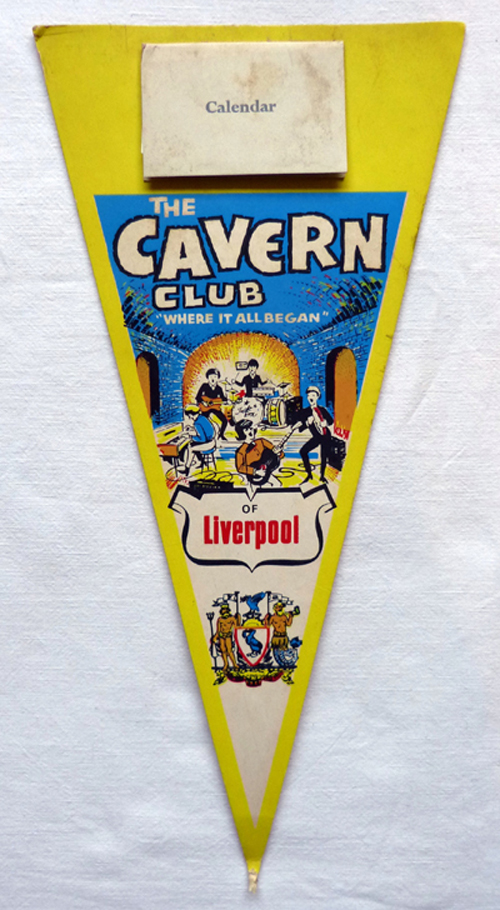 Calendar
THE
CAVERN
CLUB
"WHERE IT ALL BEGAN"
OF
Liverpool